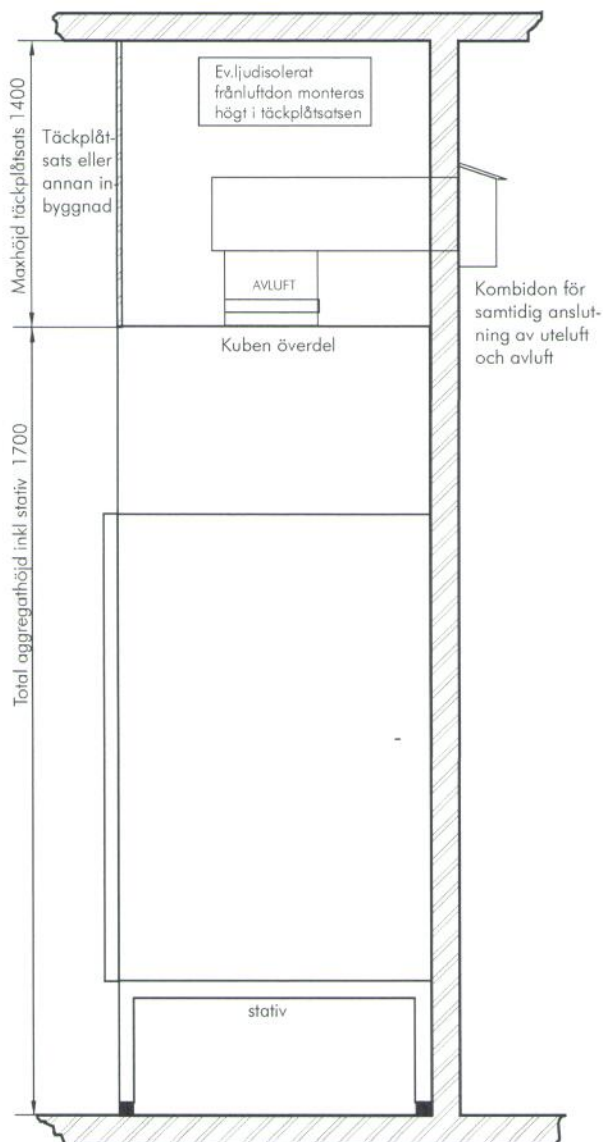 Maxhöjd täckplåtsats 1400
Ev.ljudisolerat
frånluftdon monteras
högt i täckplåtsatsen
Täckplåt-
sats eller
annan in-
byggnad
AVLUFT
Kombidon för
samtidig anslut-
ning av uteluft
och avluft
Kuben överdel
Total aggregathöjd inkl stativ 1700
stativ